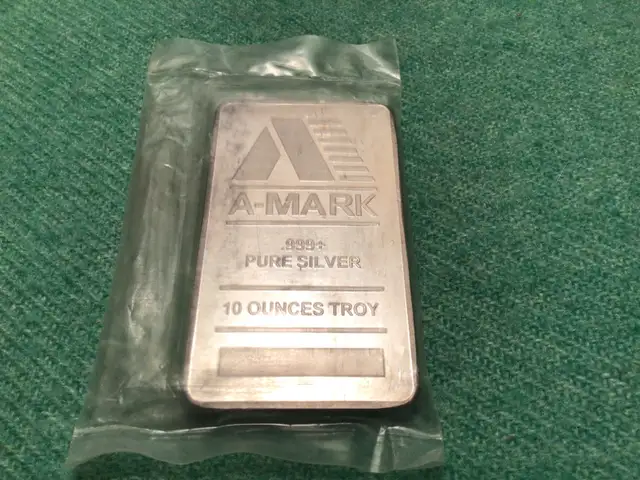 A-MARK
.999+
PURE SILVER
10 OUNCES TROY